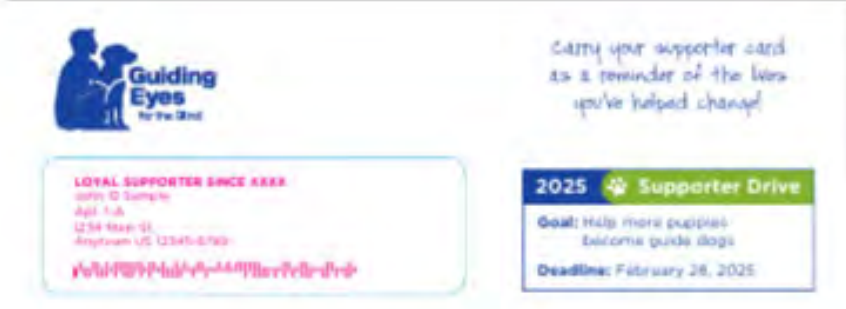 Guiding
Eyes
for the Blind
Carry your supporter card
as a reminder of the lives
you've helped change!
LOYAL SUPPORTER SINCE XXXX
John Q Sample
Apt. 1-A
1234 Main St.
Anytown US 12345-6789
2025 Supporter Drive
Goal: Help more puppies
become guide dogs
Deadline: February 28, 2025